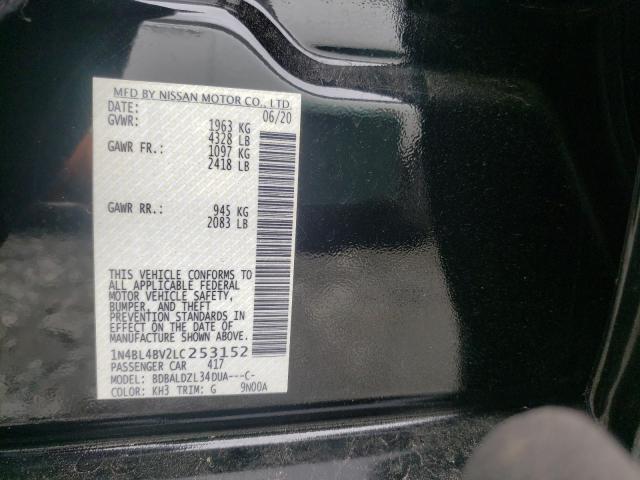 MFD BY NISSAN MOTOR CO., LTD.
DATE: 06/20
GVWR: 1963 KG
4328 LB
GAWR FR.: 1097 KG
2418 LB
GAWR RR.: 945 KG
2083 LB
THIS VEHICLE CONFORMS TO
ALL APPLICABLE FEDERAL
MOTOR VEHICLE SAFETY,
BUMPER, AND THEFT
PREVENTION STANDARDS IN
EFFECT ON THE DATE OF
MANUFACTURE SHOWN ABOVE.
1N4BL4BV2LC253152
PASSENGER CAR 417
MODEL: BDBALDZL34DUA---C-
COLOR: KH3 TRIM: G 9N00A